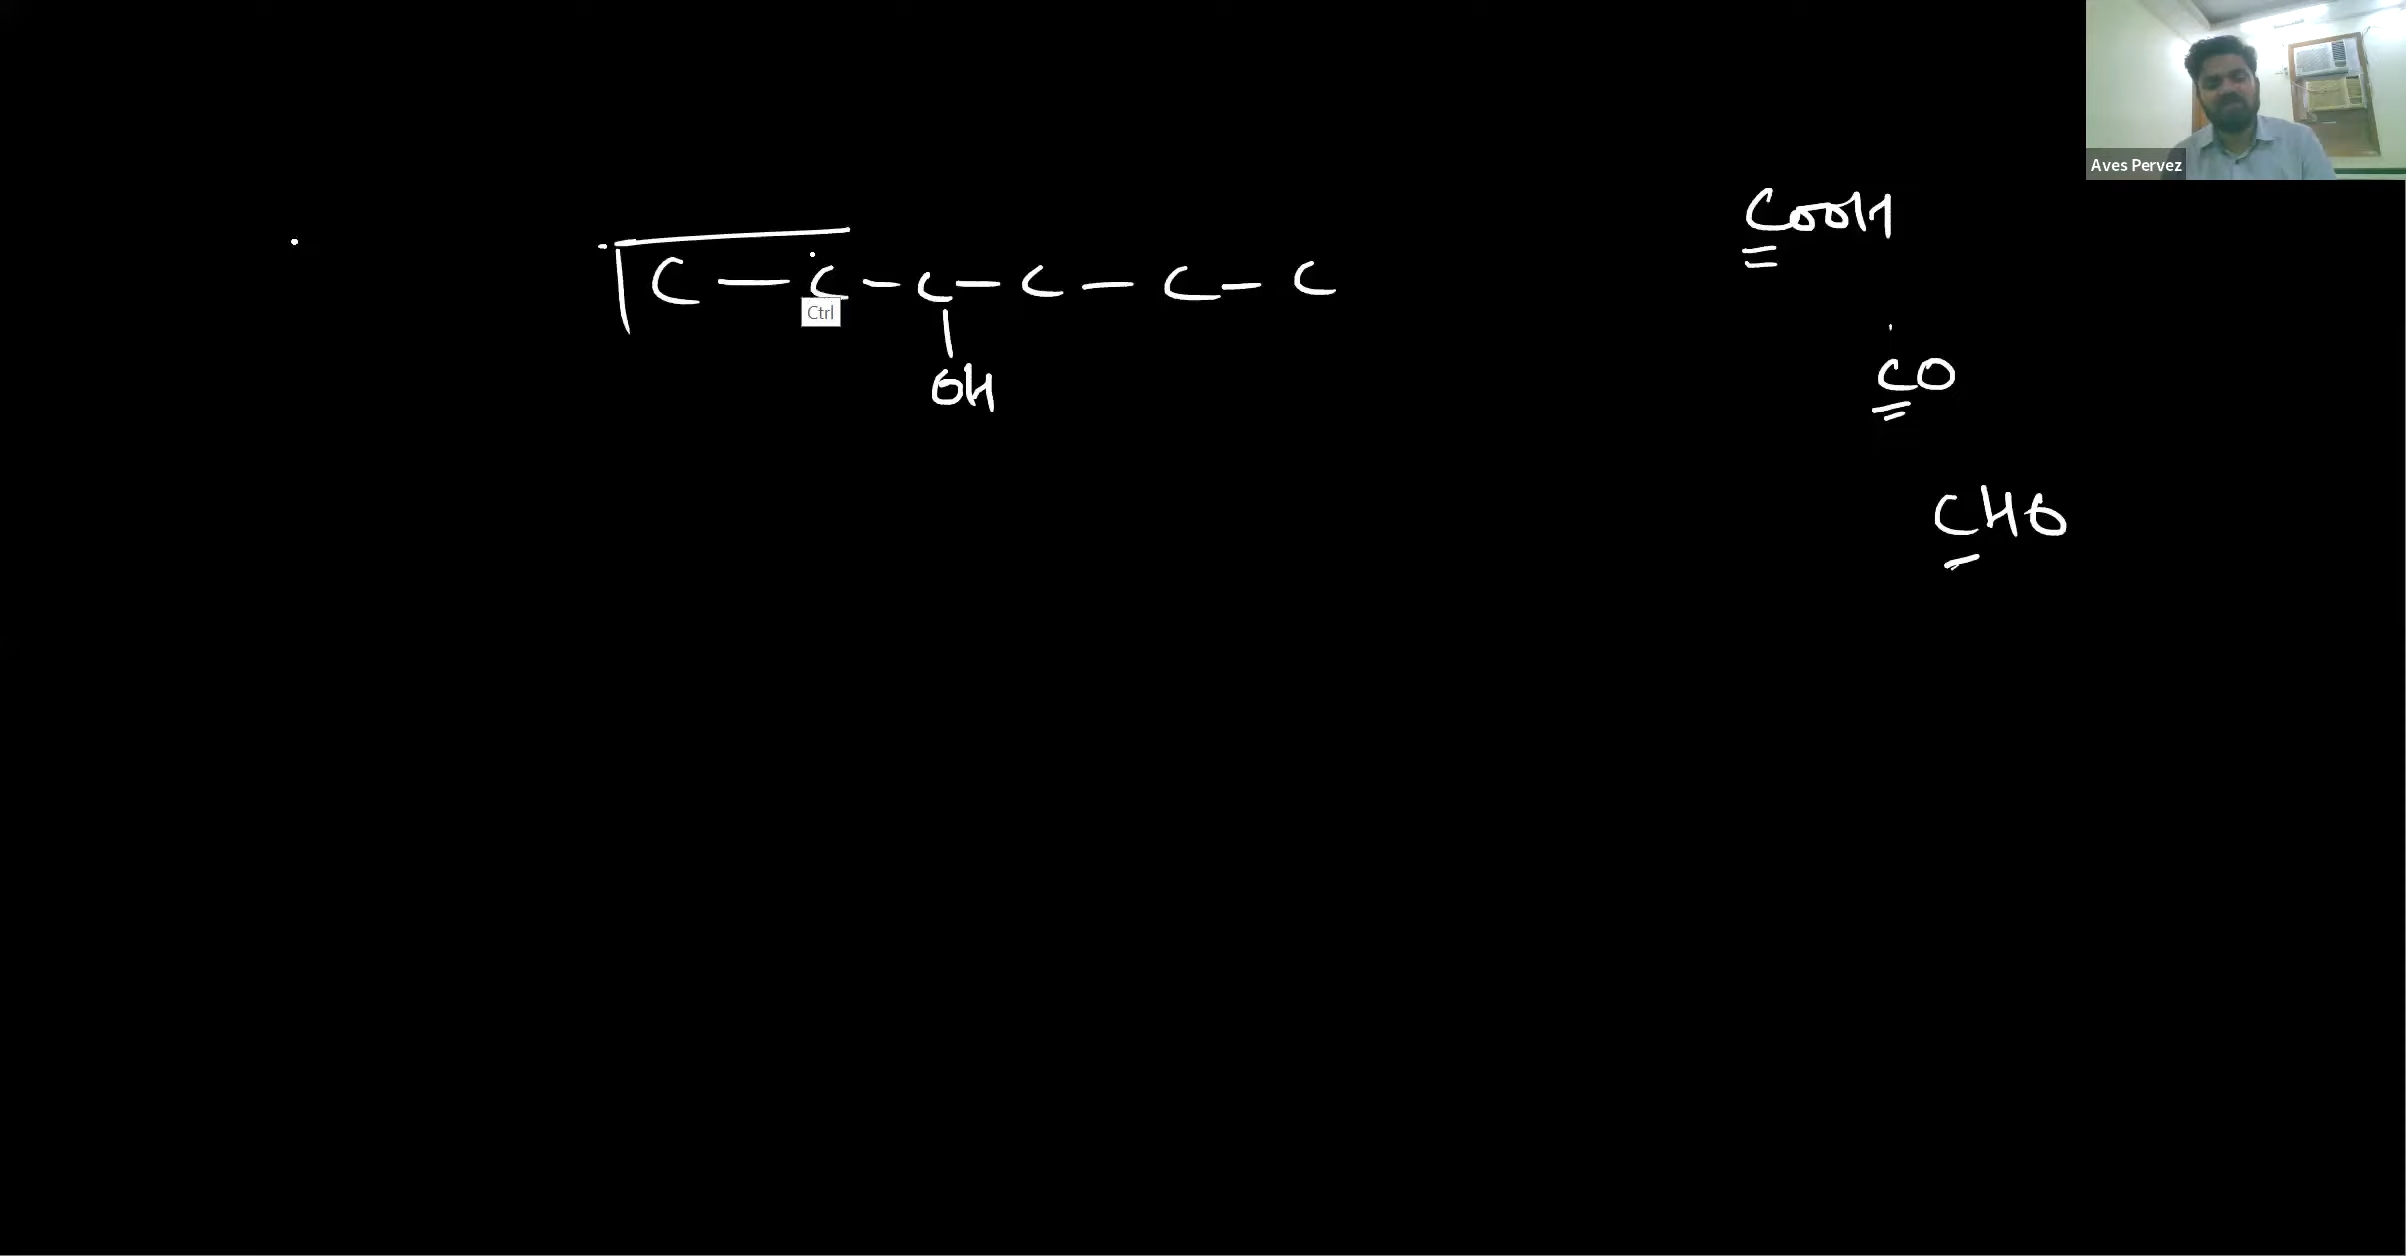 Aves Pervez
COOH
C — C - C — C — C - C
Ctrl
|
OH
CO
CHO